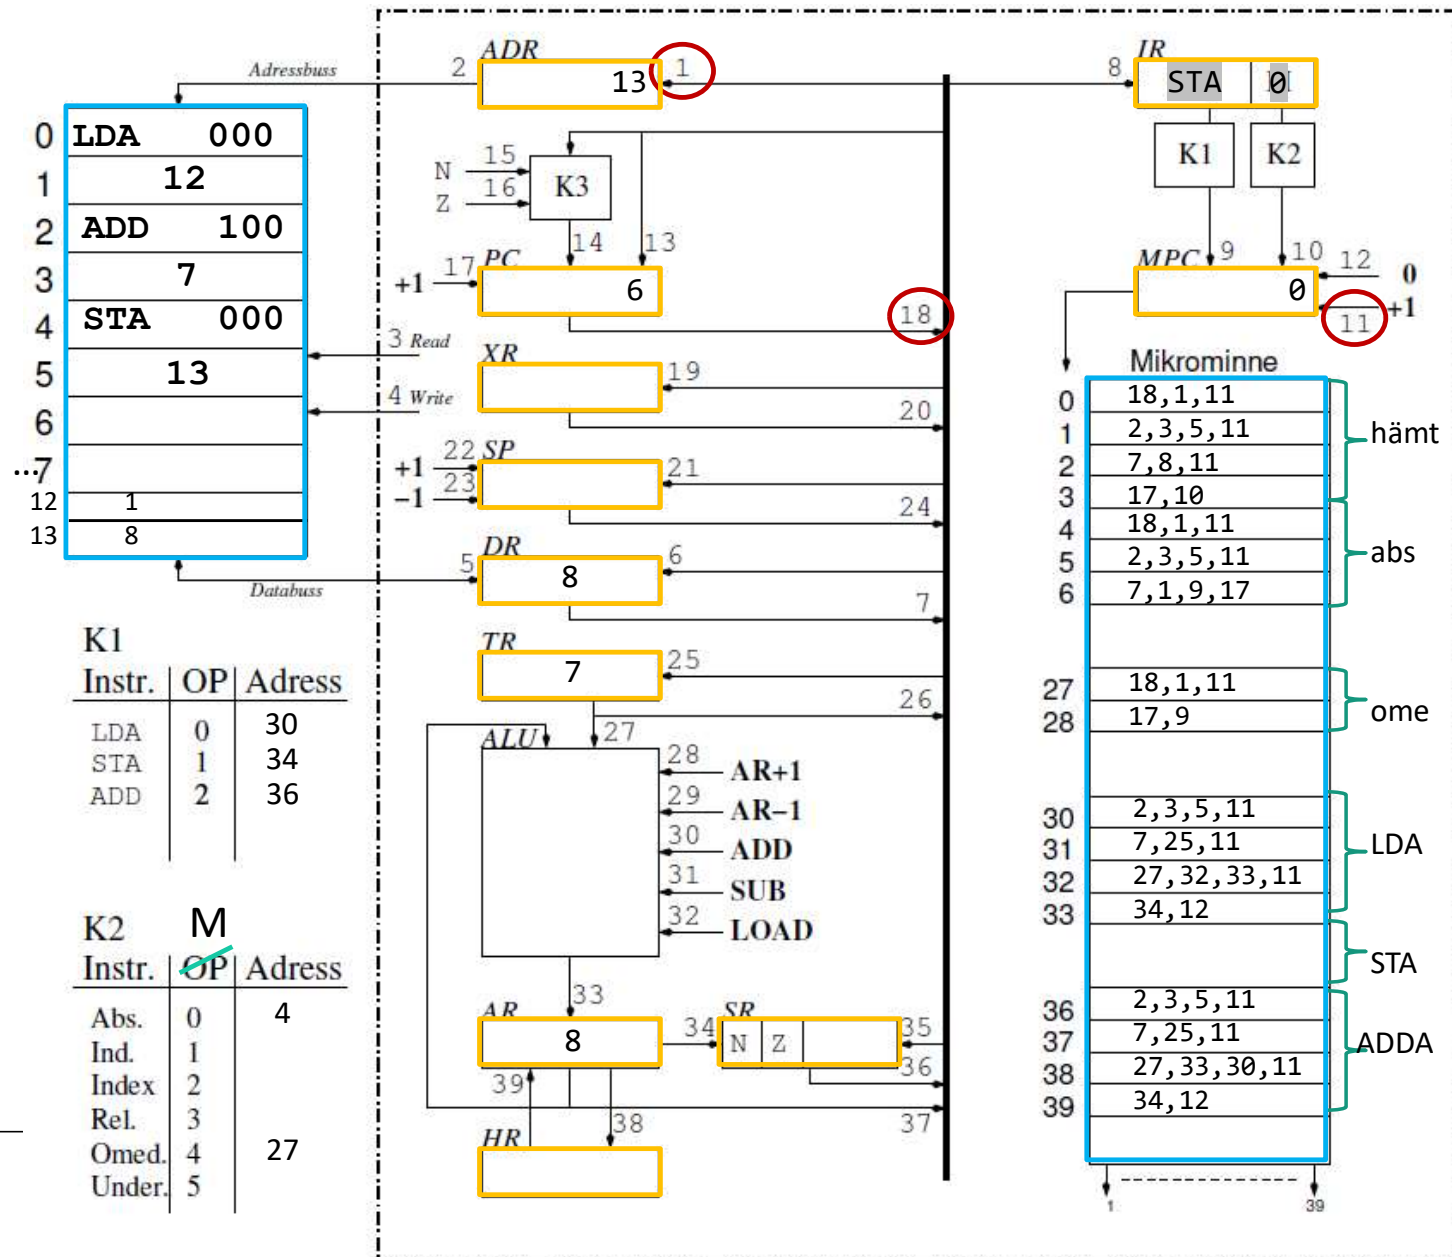 ADR
IR
Adressbuss
2
13
1
8
STA 0
0 LDA 000
1 12
2 ADD 100
3 7
4 STA 000
5 13
6
...7
12 1
13 8
N 15
Z 16
K3
K1
K2
14
13
9
10
12
0
+1
11
MPC
0
+1 17
PC
6
18
3 Read
4 Write
XR
19
20
+1 22
-1 23
SP
21
24
DR
5
8
6
7
Databuss
TR
7
25
26
27
ALU
28 AR+1
29 AR-1
30 ADD
31 SUB
32 LOAD
33
AR
8
34
SR
N Z
35
36
37
39
38
HR
Mikrominne
0 18,1,11
1 2,3,5,11
2 7,8,11
3 17,10
hämt
4 18,1,11
5 2,3,5,11
6 7,1,9,17
abs
27 18,1,11
28 17,9
ome
30 2,3,5,11
31 7,25,11
32 27,32,33,11
33 34,12
LDA
STA
36 2,3,5,11
37 7,25,11
38 27,33,30,11
39 34,12
ADDA
1 39
K1
Instr. OP Adress
LDA 0 30
STA 1 34
ADD 2 36
K2 M
Instr. OP Adress
Abs. 0 4
Ind. 1
Index 2
Rel. 3
Omed. 4 27
Under. 5